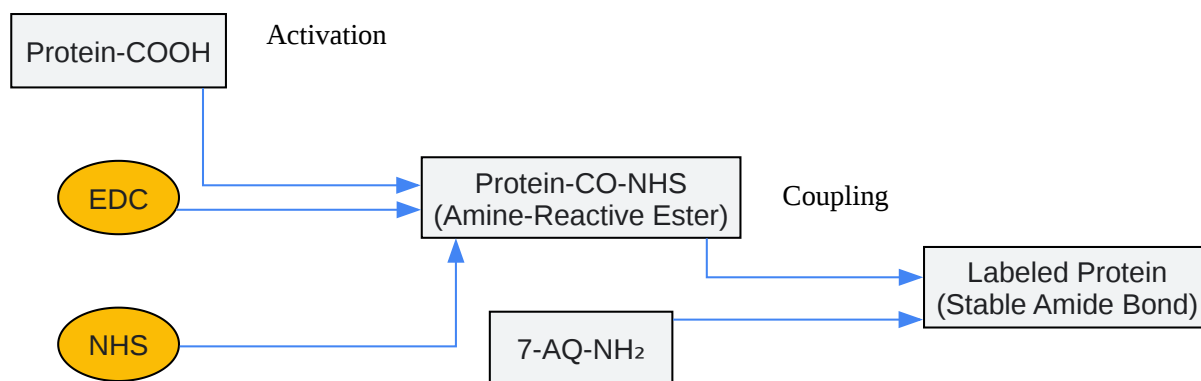 Protein-COOH
Activation
EDC
Protein-CO-NHS
(Amine-Reactive Ester)
Coupling
Labeled Protein
(Stable Amide Bond)
NHS
7-AQ-NH₂